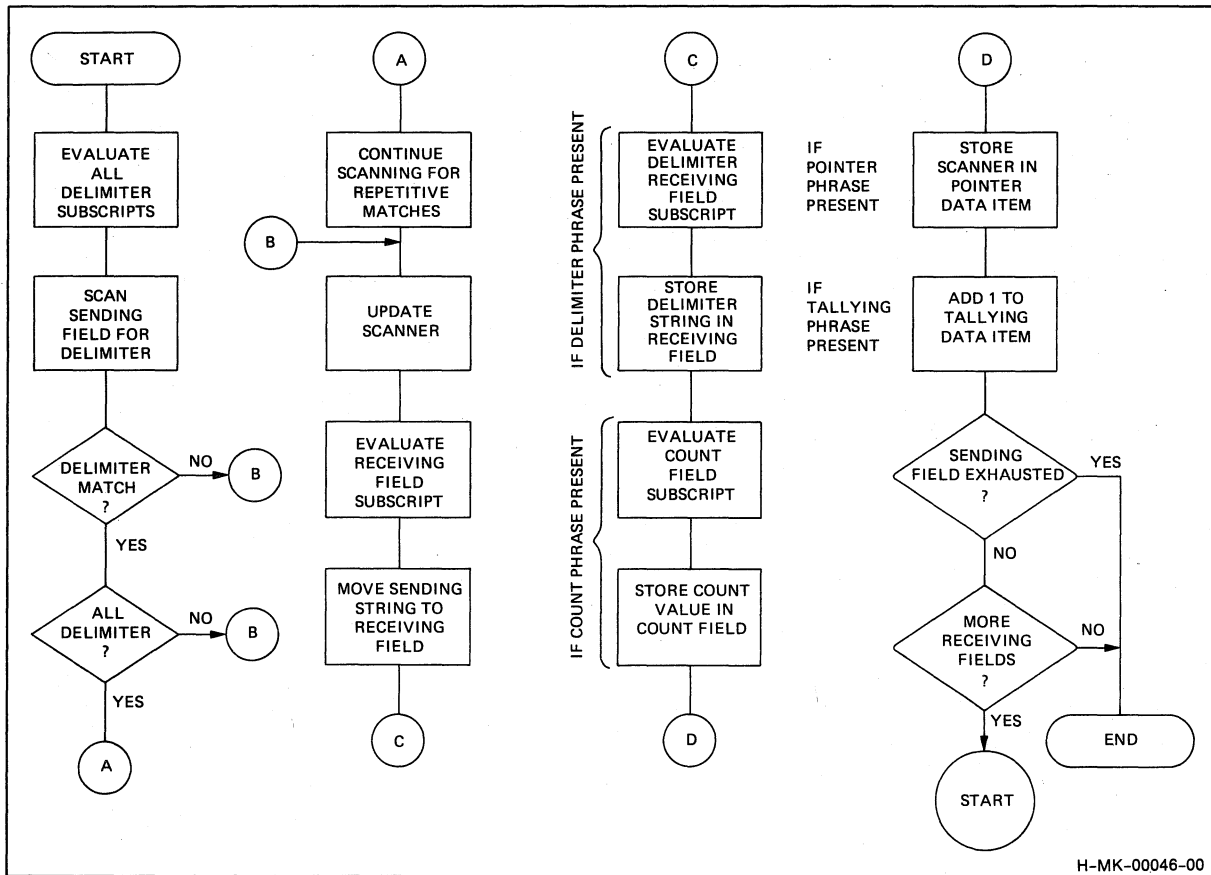 START
EVALUATE
ALL
DELIMITER
SUBSCRIPTS
SCAN
SENDING
FIELD FOR
DELIMITER
DELIMITER
MATCH
?
NO
B
YES
ALL
DELIMITER
?
NO
B
YES
A
A
CONTINUE
SCANNING FOR
REPETITIVE
MATCHES
B
UPDATE
SCANNER
EVALUATE
RECEIVING
FIELD
SUBSCRIPT
MOVE SENDING
STRING TO
RECEIVING
FIELD
C
C
IF DELIMITER PHRASE PRESENT
EVALUATE
DELIMITER
RECEIVING
FIELD
SUBSCRIPT
STORE
DELIMITER
STRING IN
RECEIVING
FIELD
IF COUNT PHRASE PRESENT
EVALUATE
COUNT
FIELD
SUBSCRIPT
STORE COUNT
VALUE IN
COUNT FIELD
D
D
IF
POINTER
PHRASE
PRESENT
STORE
SCANNER IN
POINTER
DATA ITEM
IF
TALLYING
PHRASE
PRESENT
ADD 1 TO
TALLYING
DATA ITEM
SENDING
FIELD EXHAUSTED
?
YES
NO
MORE
RECEIVING
FIELDS
?
NO
YES
END
START
H-MK-00046-00